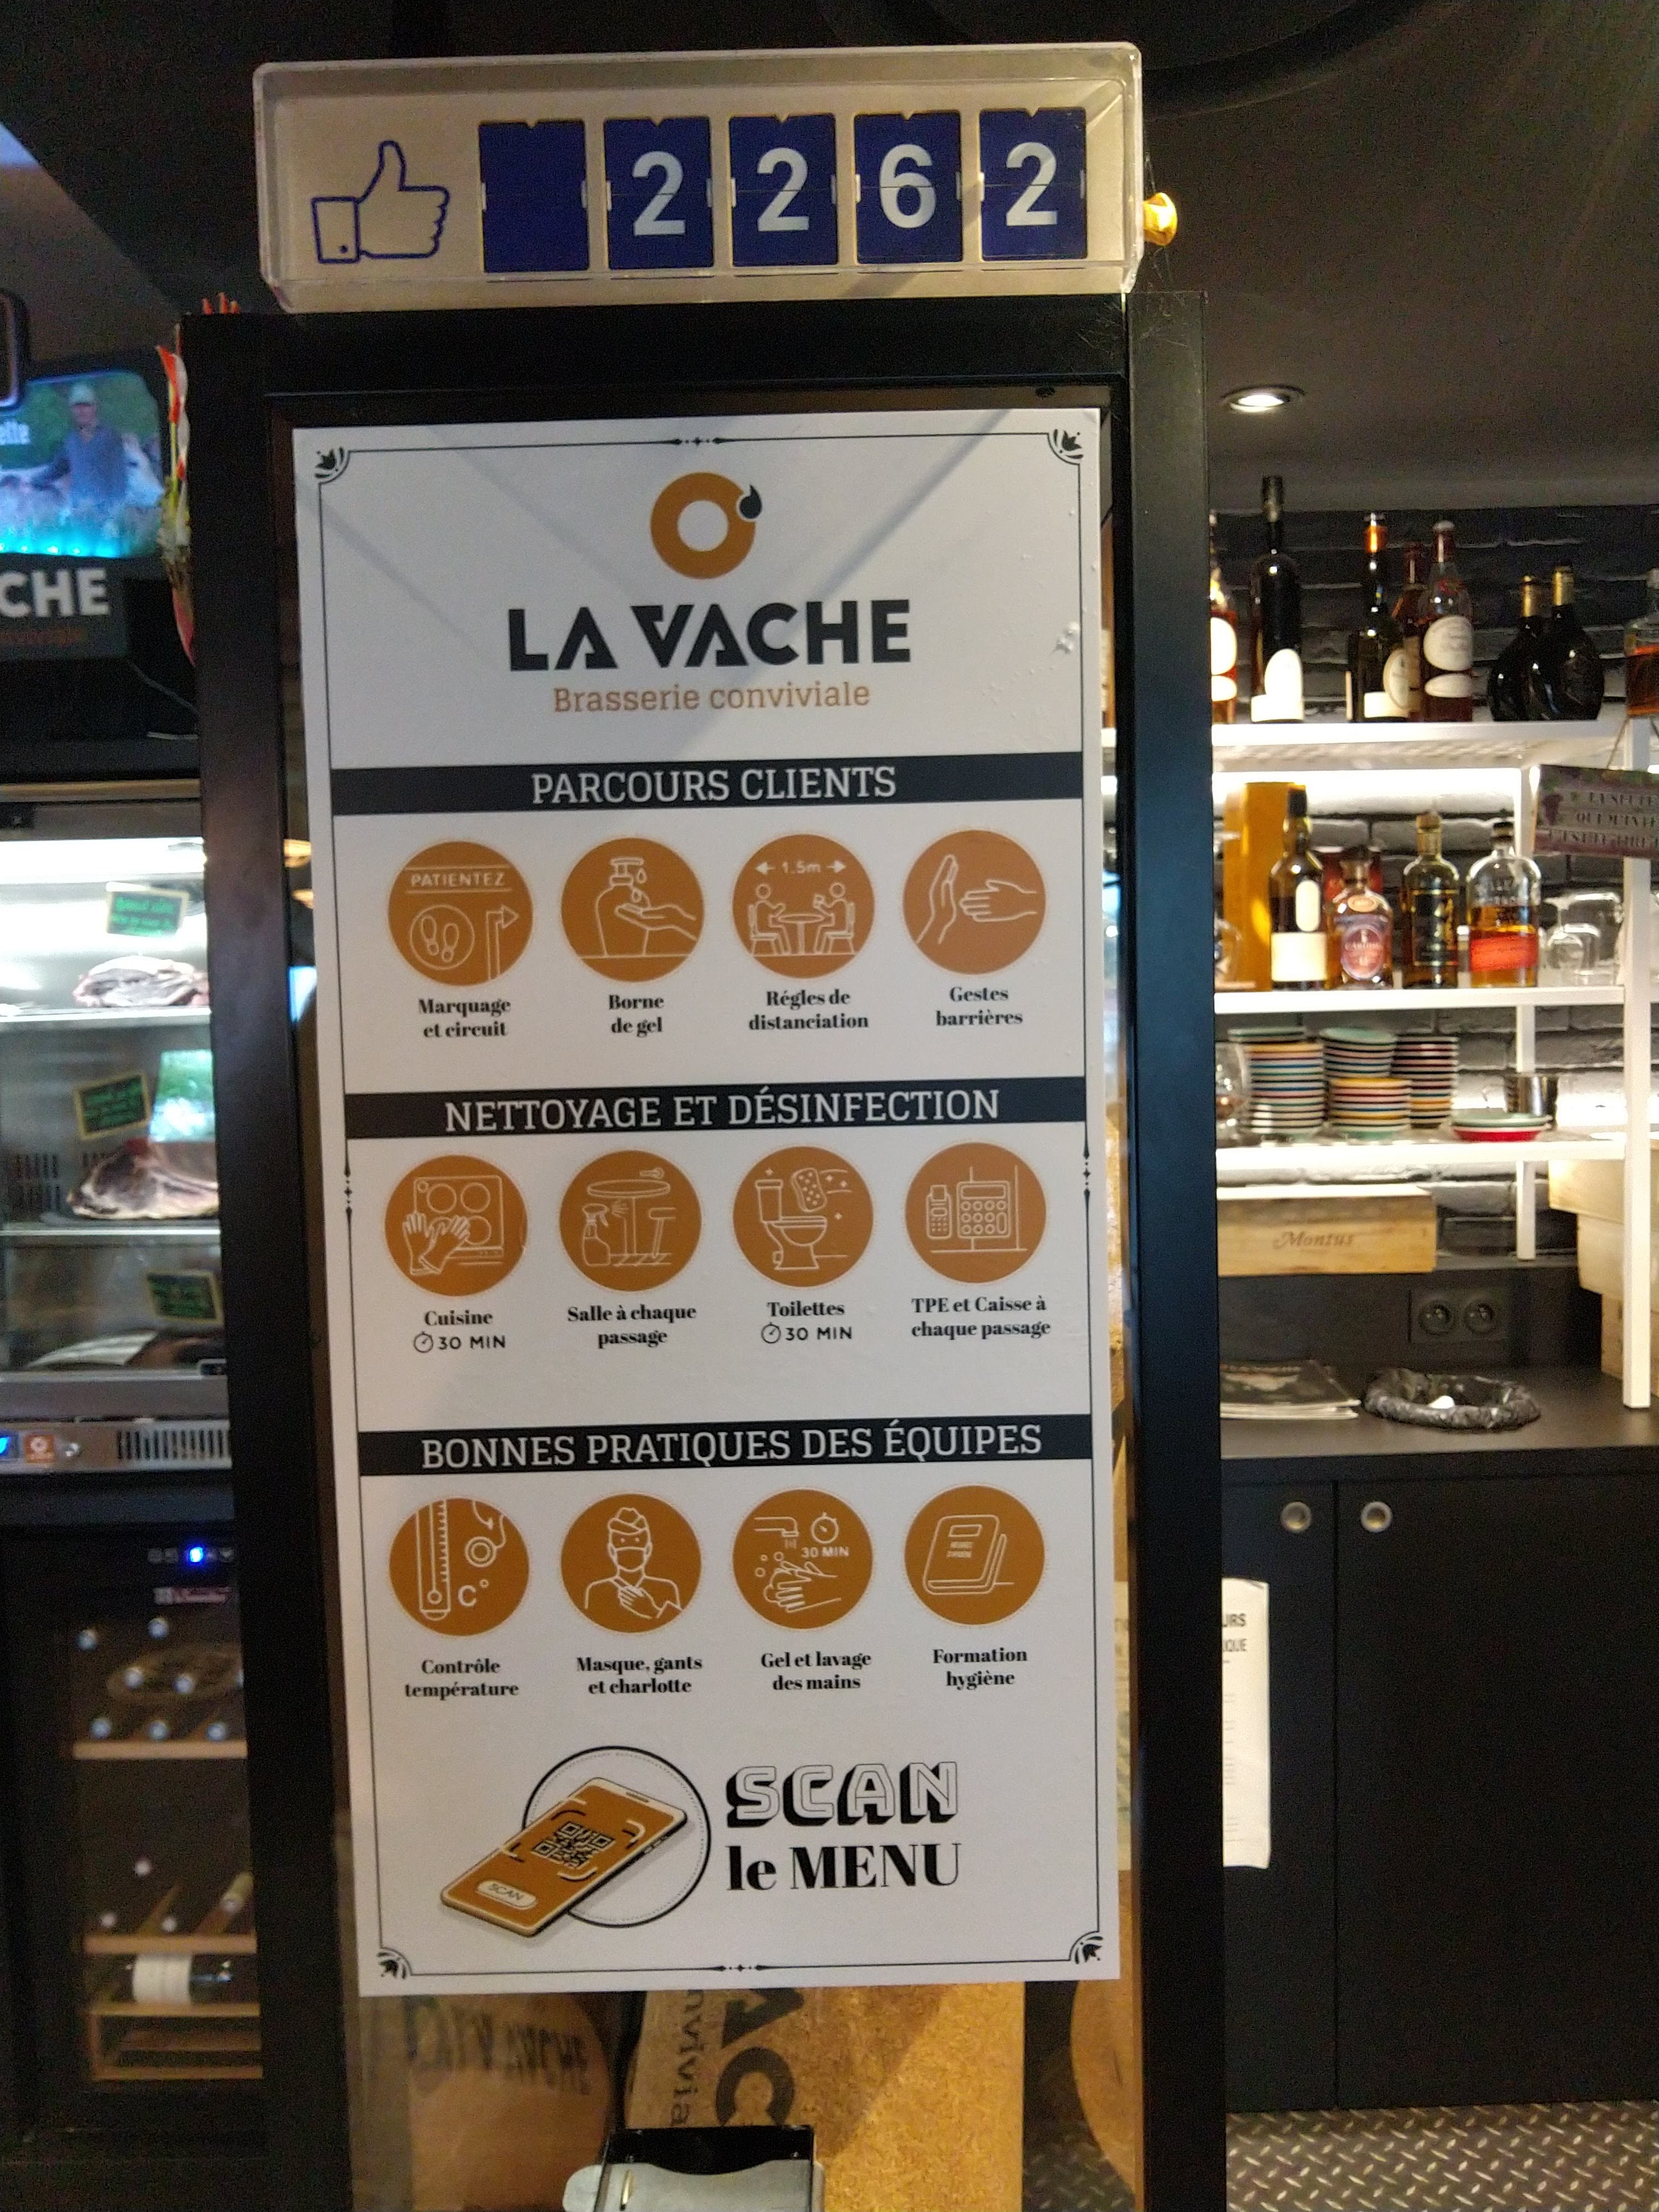 2262
LA VACHE
Brasserie conviviale
PARCOURS CLIENTS
PATIENTEZ
1.5m
Marquage
et circuit
Borne
de gel
Régles de
distanciation
Gestes
barrières
NETTOYAGE ET DÉSINFECTION
Cuisine
30 MIN
Salle à chaque
passage
Toilettes
30 MIN
TPE et Caisse à
chaque passage
BONNES PRATIQUES DES ÉQUIPES
C°
30 MIN
Contrôle
température
Masque, gants
et charlotte
Gel et lavage
des mains
Formation
hygiène
SCAN
SCAN
le MENU
CHE
Montus
LA VACHE